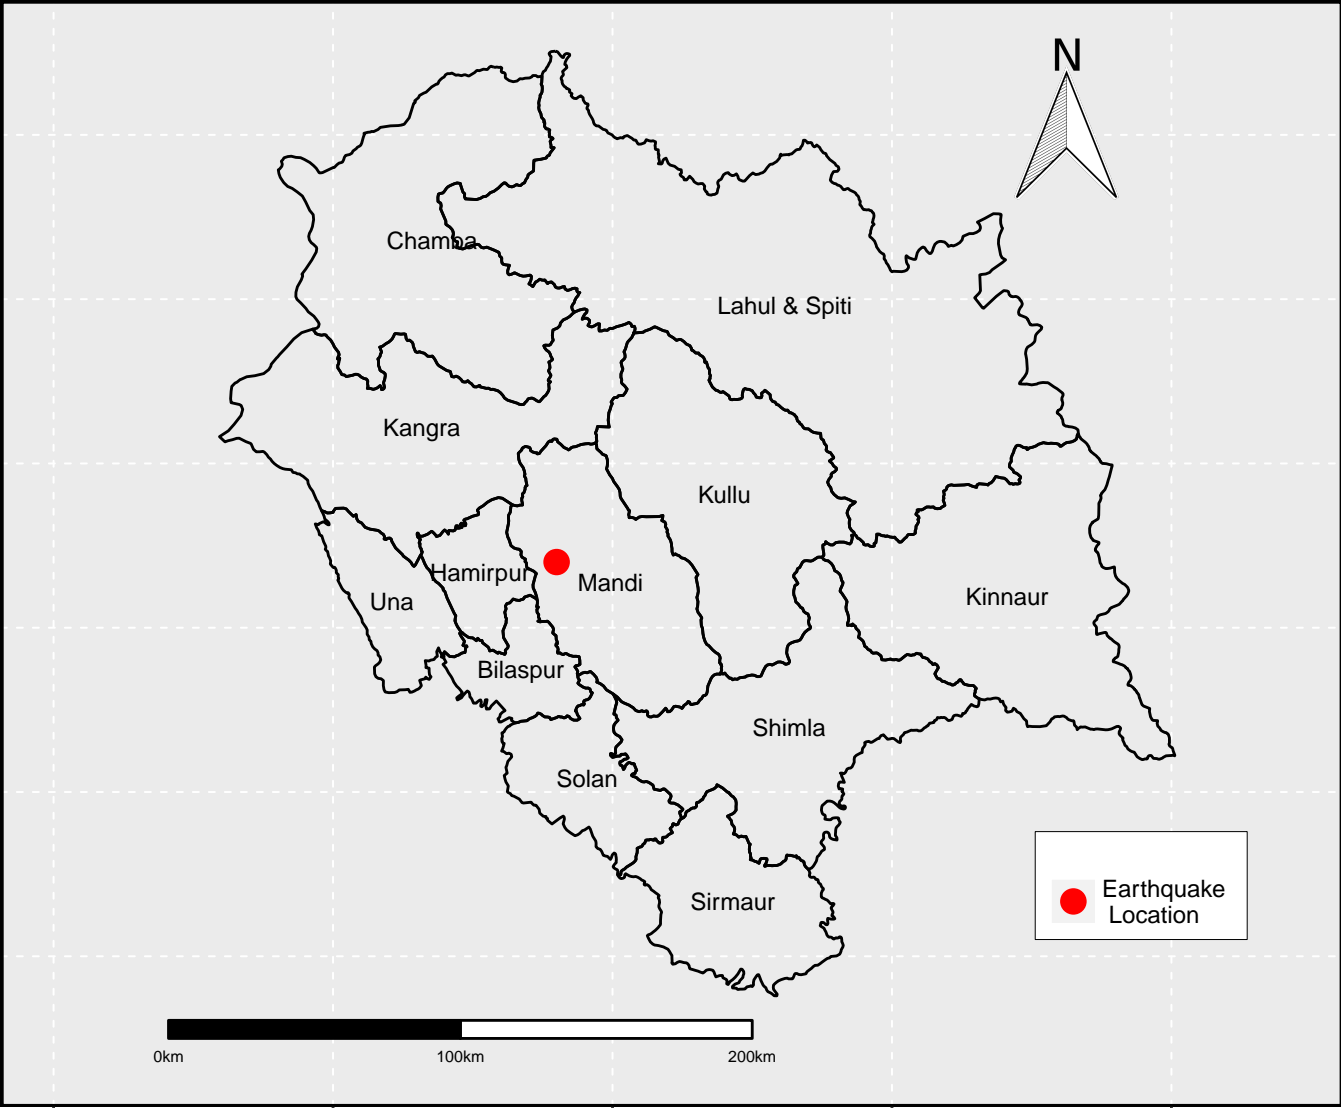 N
Chamba
Lahul & Spiti
Kangra
Kullu
Hamirpur
Mandi
Una
Kinnaur
Bilaspur
Shimla
Solan
Sirmaur
Earthquake
Location
0km
100km
200km